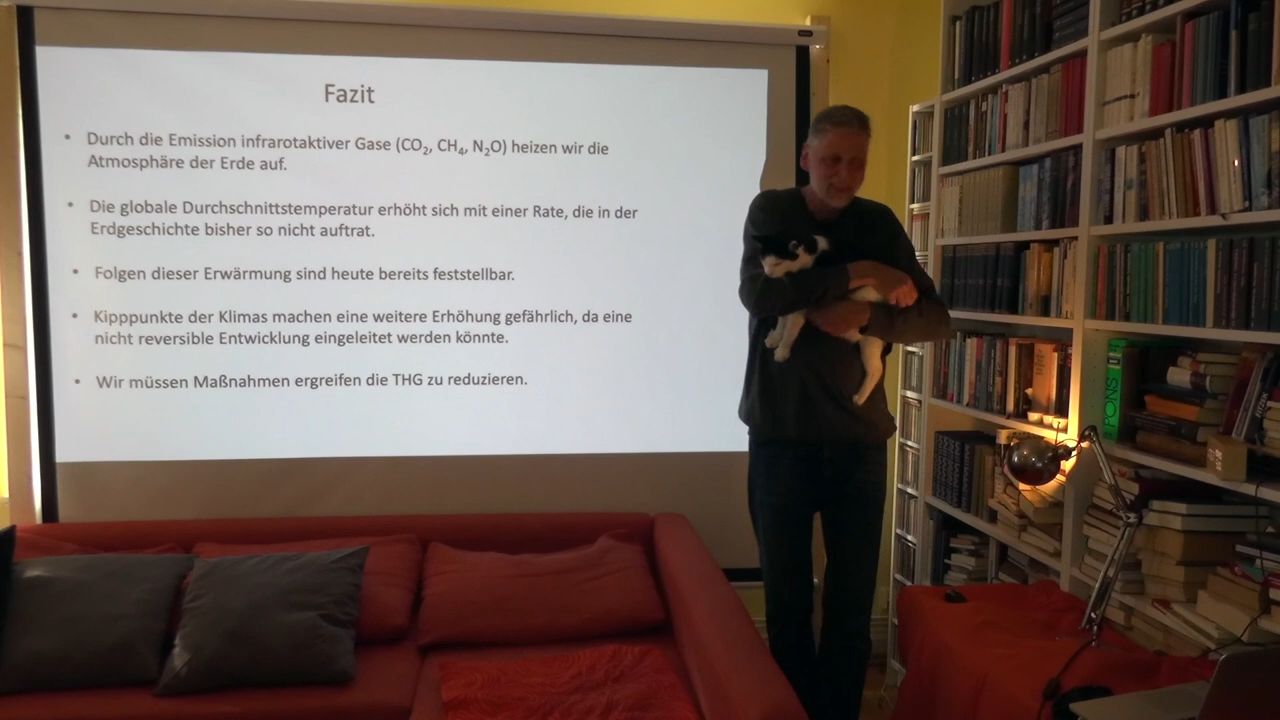 Fazit
• Durch die Emission infrarotaktiver Gase (CO₂, CH₄, N₂O) heizen wir die
Atmosphäre der Erde auf.
• Die globale Durchschnittstemperatur erhöht sich mit einer Rate, die in der
Erdgeschichte bisher so nicht auftrat.
• Folgen dieser Erwärmung sind heute bereits feststellbar.
• Kipppunkte der Klimas machen eine weitere Erhöhung gefährlich, da eine
nicht reversible Entwicklung eingeleitet werden könnte.
• Wir müssen Maßnahmen ergreifen die THG zu reduzieren.
PONS